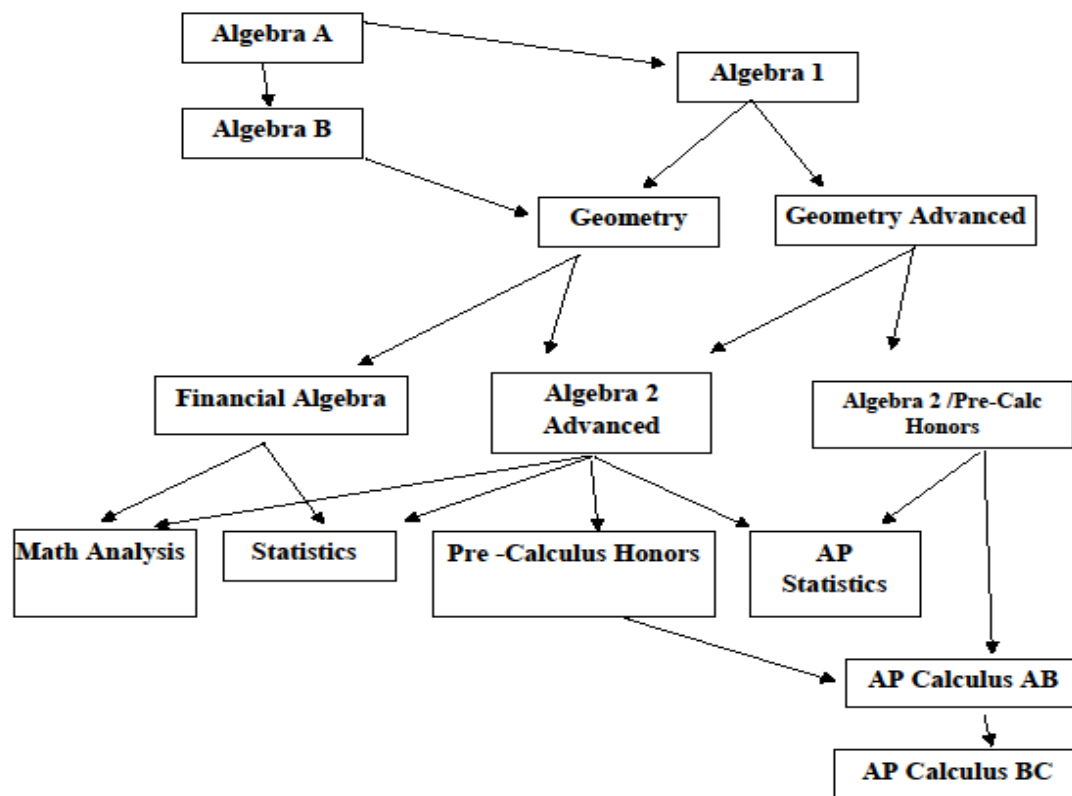 Algebra A
Algebra 1
Algebra B
Geometry
Geometry Advanced
Financial Algebra
Algebra 2
Advanced
Algebra 2 /Pre-Calc
Honors
Math Analysis
Statistics
Pre -Calculus Honors
AP
Statistics
AP Calculus AB
AP Calculus BC